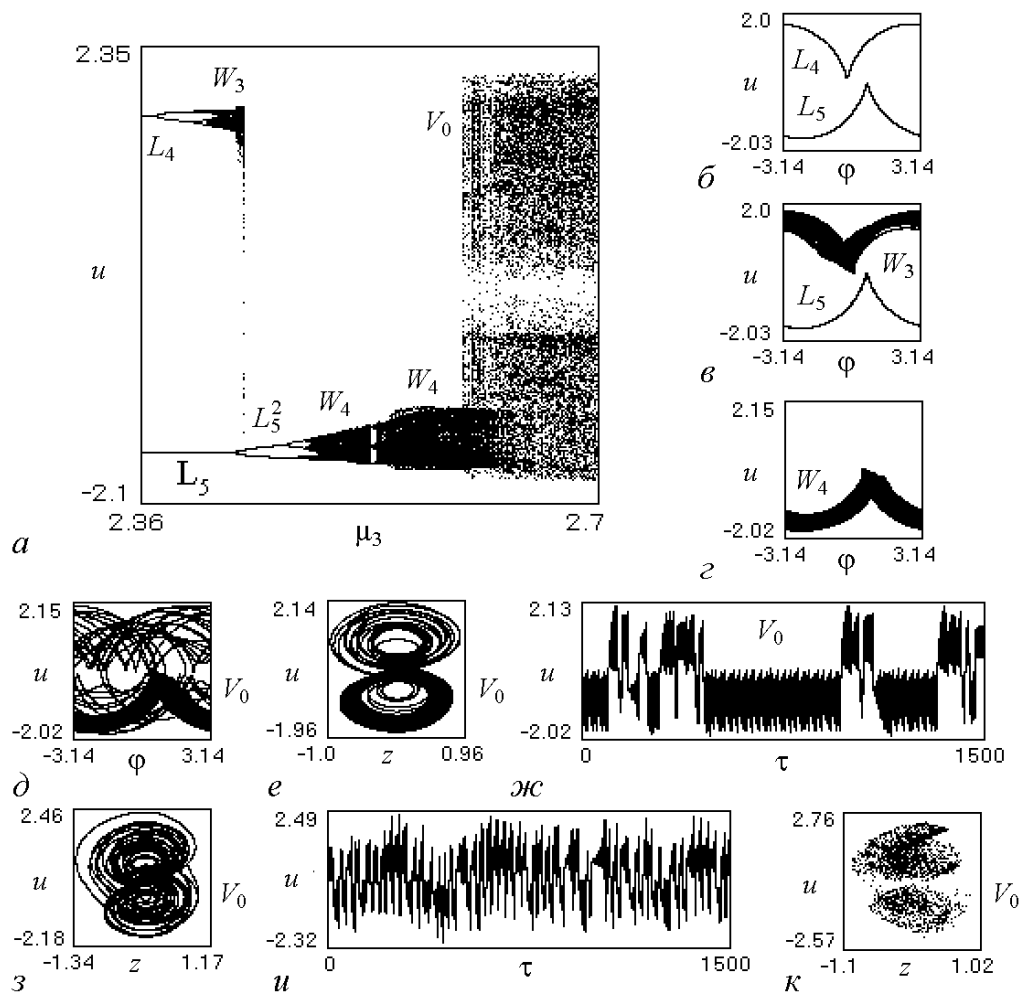 2.35
W₃
L₄
V₀
u
L₅²
W₄
W₄
L₅
-2.1
2.36
μ₃
2.7
а
2.0
L₄
u
L₅
-2.03
-3.14
φ
3.14
б
2.0
W₃
u
L₅
-2.03
-3.14
φ
3.14
в
2.15
u
W₄
-2.02
-3.14
φ
3.14
г
2.15
u
V₀
-2.02
-3.14
φ
3.14
д
2.14
u
V₀
-1.96
-1.0
z
0.96
е
2.13
V₀
u
-2.02
0
τ
1500
ж
2.46
u
V₀
-2.18
-1.34
z
1.17
з
2.49
u
-2.32
0
τ
1500
и
2.76
u
V₀
-2.57
-1.1
z
1.02
к